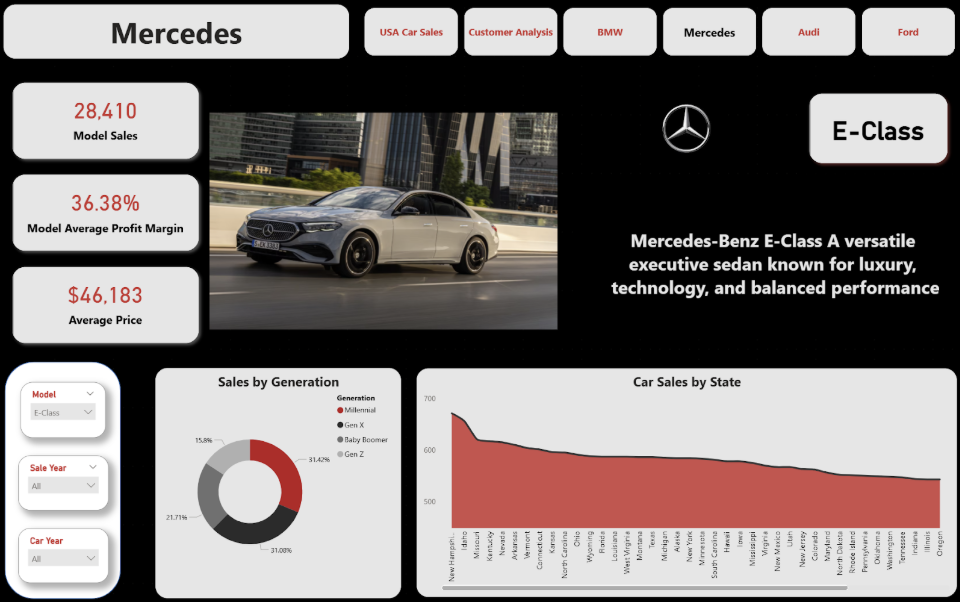 Mercedes
USA Car Sales
Customer Analysis
BMW
Mercedes
Audi
Ford
28,410
Model Sales
36.38%
Model Average Profit Margin
$46,183
Average Price
E-Class
Mercedes-Benz E-Class A versatile
executive sedan known for luxury,
technology, and balanced performance
Model
E-Class
Sale Year
All
Car Year
All
Sales by Generation
Generation
Millennial
Gen X
Baby Boomer
Gen Z
15.8%
31.42%
21.71%
31.08%
Car Sales by State
700
600
500
New Hampshi...
Idaho
Missouri
Kentucky
Nevada
Arkansas
Vermont
Connecticut
Kansas
North Carolina
Ohio
Wyoming
Florida
Louisiana
West Virginia
Montana
Texas
Michigan
Alaska
New York
Minnesota
South Carolina
Hawaii
Iowa
Mississippi
Virginia
New Mexico
Utah
New Jersey
Colorado
Maryland
North Dakota
Rhode Island
Pennsylvania
Oklahoma
Washington
Tennessee
Indiana
Illinois
Oregon